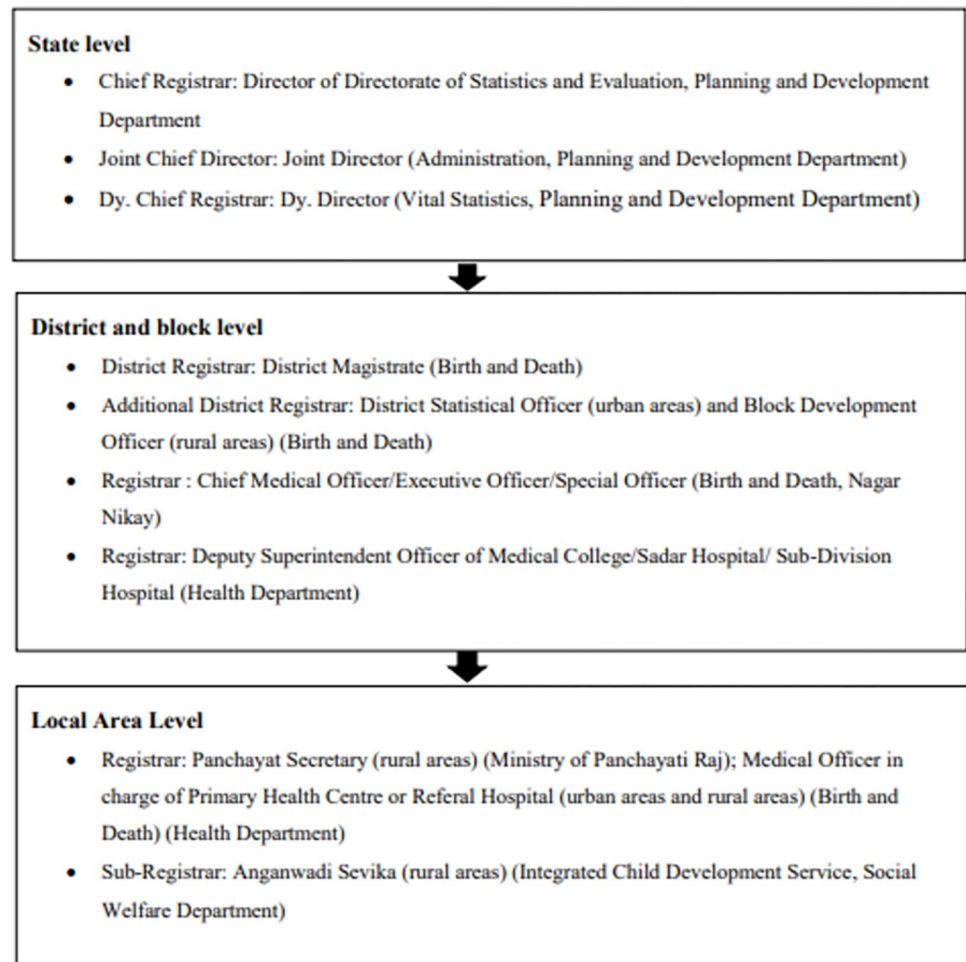 State level
• Chief Registrar: Director of Directorate of Statistics and Evaluation, Planning and Development
Department
• Joint Chief Director: Joint Director (Administration, Planning and Development Department)
• Dy. Chief Registrar: Dy. Director (Vital Statistics, Planning and Development Department)
District and block level
• District Registrar: District Magistrate (Birth and Death)
• Additional District Registrar: District Statistical Officer (urban areas) and Block Development
Officer (rural areas) (Birth and Death)
• Registrar : Chief Medical Officer/Executive Officer/Special Officer (Birth and Death, Nagar
Nikay)
• Registrar: Deputy Superintendent Officer of Medical College/Sadar Hospital/ Sub-Division
Hospital (Health Department)
Local Area Level
• Registrar: Panchayat Secretary (rural areas) (Ministry of Panchayati Raj); Medical Officer in
charge of Primary Health Centre or Referal Hospital (urban areas and rural areas) (Birth and
Death) (Health Department)
• Sub-Registrar: Anganwadi Sevika (rural areas) (Integrated Child Development Service, Social
Welfare Department)